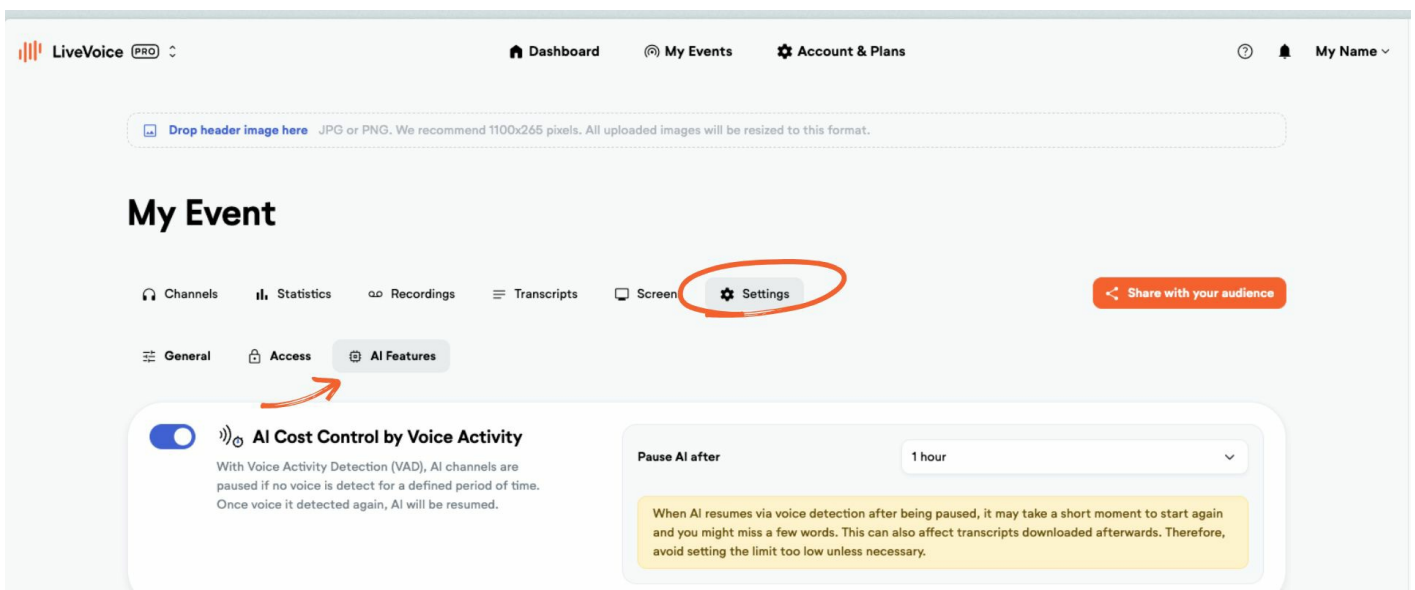 LiveVoice PRO
Dashboard
My Events
Account & Plans
My Name
Drop header image here JPG or PNG. We recommend 1100x265 pixels. All uploaded images will be resized to this format.
My Event
Channels
Statistics
Recordings
Transcripts
Screen
Settings
Share with your audience
General
Access
AI Features
AI Cost Control by Voice Activity
With Voice Activity Detection (VAD), AI channels are
paused if no voice is detect for a defined period of time.
Once voice it detected again, AI will be resumed.
Pause AI after
1 hour
When AI resumes via voice detection after being paused, it may take a short moment to start again
and you might miss a few words. This can also affect transcripts downloaded afterwards. Therefore,
avoid setting the limit too low unless necessary.